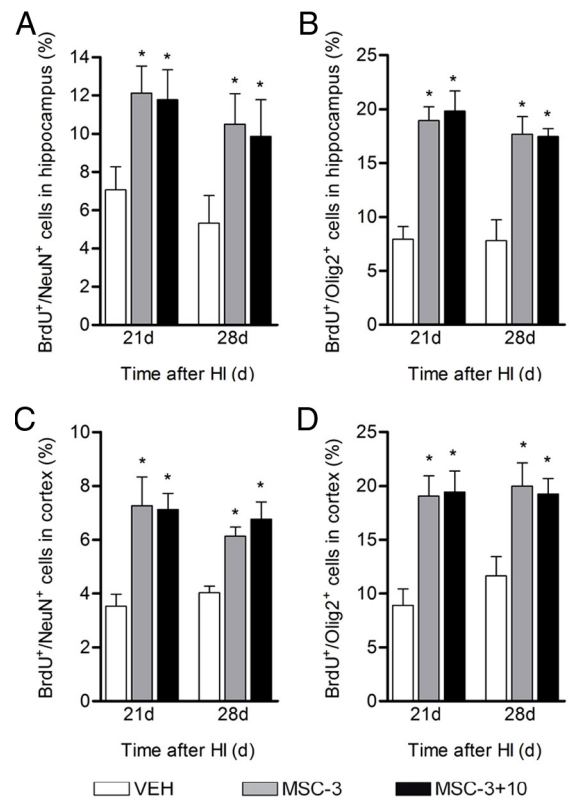 A
BrdU⁺/NeuN⁺ cells in hippocampus (%)
14
12
10
8
6
4
2
0
* * * *
21d 28d
Time after HI (d)
B
BrdU⁺/Olig2⁺ cells in hippocampus (%)
25
20
15
10
5
0
* * * *
21d 28d
Time after HI (d)
C
BrdU⁺/NeuN⁺ cells in cortex (%)
10
8
6
4
2
0
* * * *
21d 28d
Time after HI (d)
D
BrdU⁺/Olig2⁺ cells in cortex (%)
25
20
15
10
5
0
* * * *
21d 28d
Time after HI (d)
VEH MSC-3 MSC-3+10